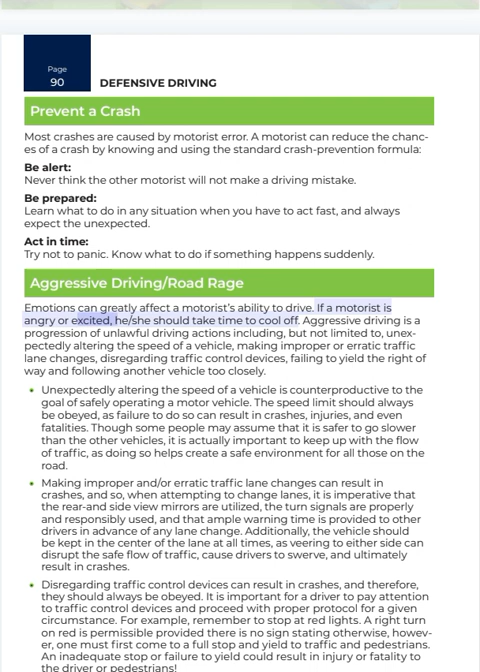 Page
90
DEFENSIVE DRIVING
Prevent a Crash
Most crashes are caused by motorist error. A motorist can reduce the chanc-
es of a crash by knowing and using the standard crash-prevention formula:
Be alert:
Never think the other motorist will not make a driving mistake.
Be prepared:
Learn what to do in any situation when you have to act fast, and always
expect the unexpected.
Act in time:
Try not to panic. Know what to do if something happens suddenly.
Aggressive Driving/Road Rage
Emotions can greatly affect a motorist's ability to drive. If a motorist is
angry or excited, he/she should take time to cool off. Aggressive driving is a
progression of unlawful driving actions including, but not limited to, unex-
pectedly altering the speed of a vehicle, making improper or erratic traffic
lane changes, disregarding traffic control devices, failing to yield the right of
way and following another vehicle too closely.
• Unexpectedly altering the speed of a vehicle is counterproductive to the
goal of safely operating a motor vehicle. The speed limit should always
be obeyed, as failure to do so can result in crashes, injuries, and even
fatalities. Though some people may assume that it is safer to go slower
than the other vehicles, it is actually important to keep up with the flow
of traffic, as doing so helps create a safe environment for all those on the
road.
• Making improper and/or erratic traffic lane changes can result in
crashes, and so, when attempting to change lanes, it is imperative that
the rear-and side view mirrors are utilized, the turn signals are properly
and responsibly used, and that ample warning time is provided to other
drivers in advance of any lane change. Additionally, the vehicle should
be kept in the center of the lane at all times, as veering to either side can
disrupt the safe flow of traffic, cause drivers to swerve, and ultimately
result in crashes.
• Disregarding traffic control devices can result in crashes, and therefore,
they should always be obeyed. It is important for a driver to pay attention
to traffic control devices and proceed with proper protocol for a given
circumstance. For example, remember to stop at red lights. A right turn
on red is permissible provided there is no sign stating otherwise, howev-
er, one must first come to a full stop and yield to traffic and pedestrians.
An inadequate stop or failure to yield could result in injury or fatality to
the driver or pedestrians!